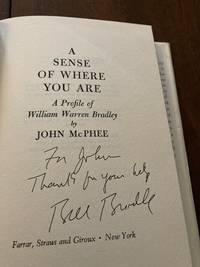 A
SENSE
OF WHERE
YOU ARE
A Profile of
William Warren Bradley
by
JOHN McPHEE
For John
Thanks for your help
Bill Bradley
Farrar, Straus and Giroux • New York